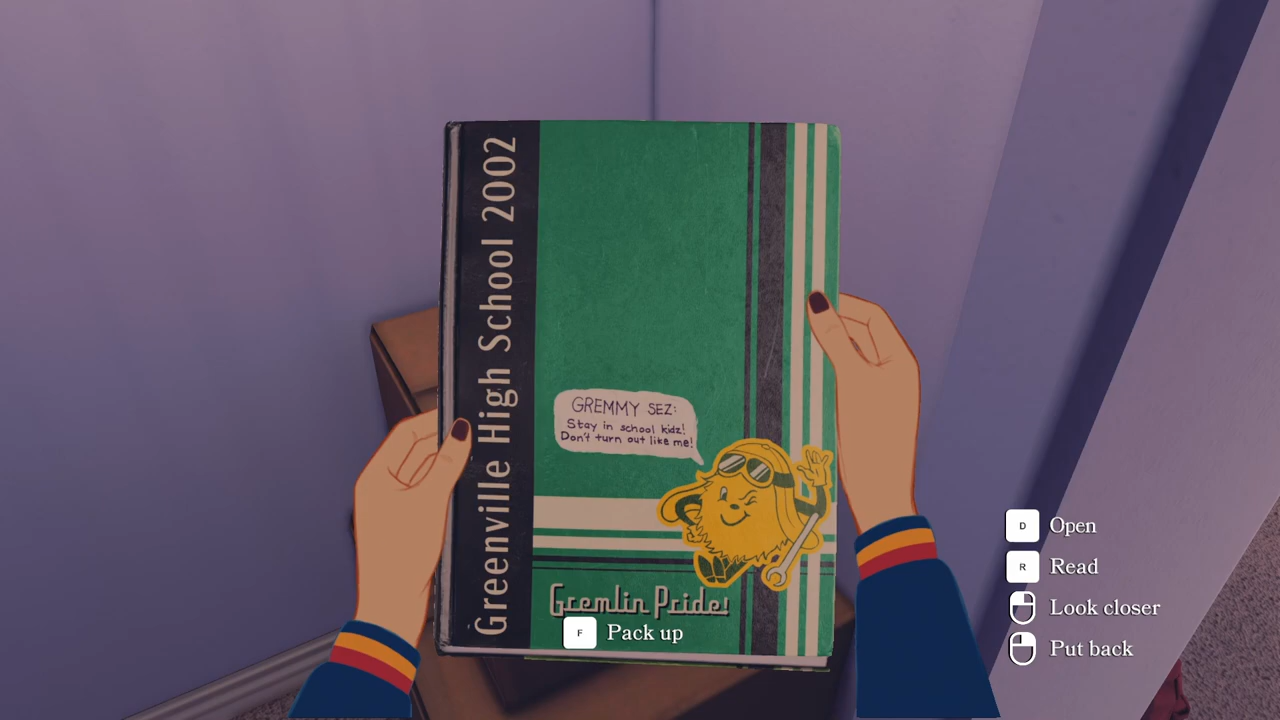 Greenville High School 2002
GREMMY SEZ:
Stay in school kidz!
Don't turn out like me!
Gremlin Pride!
F Pack up
D Open
R Read
Look closer
Put back